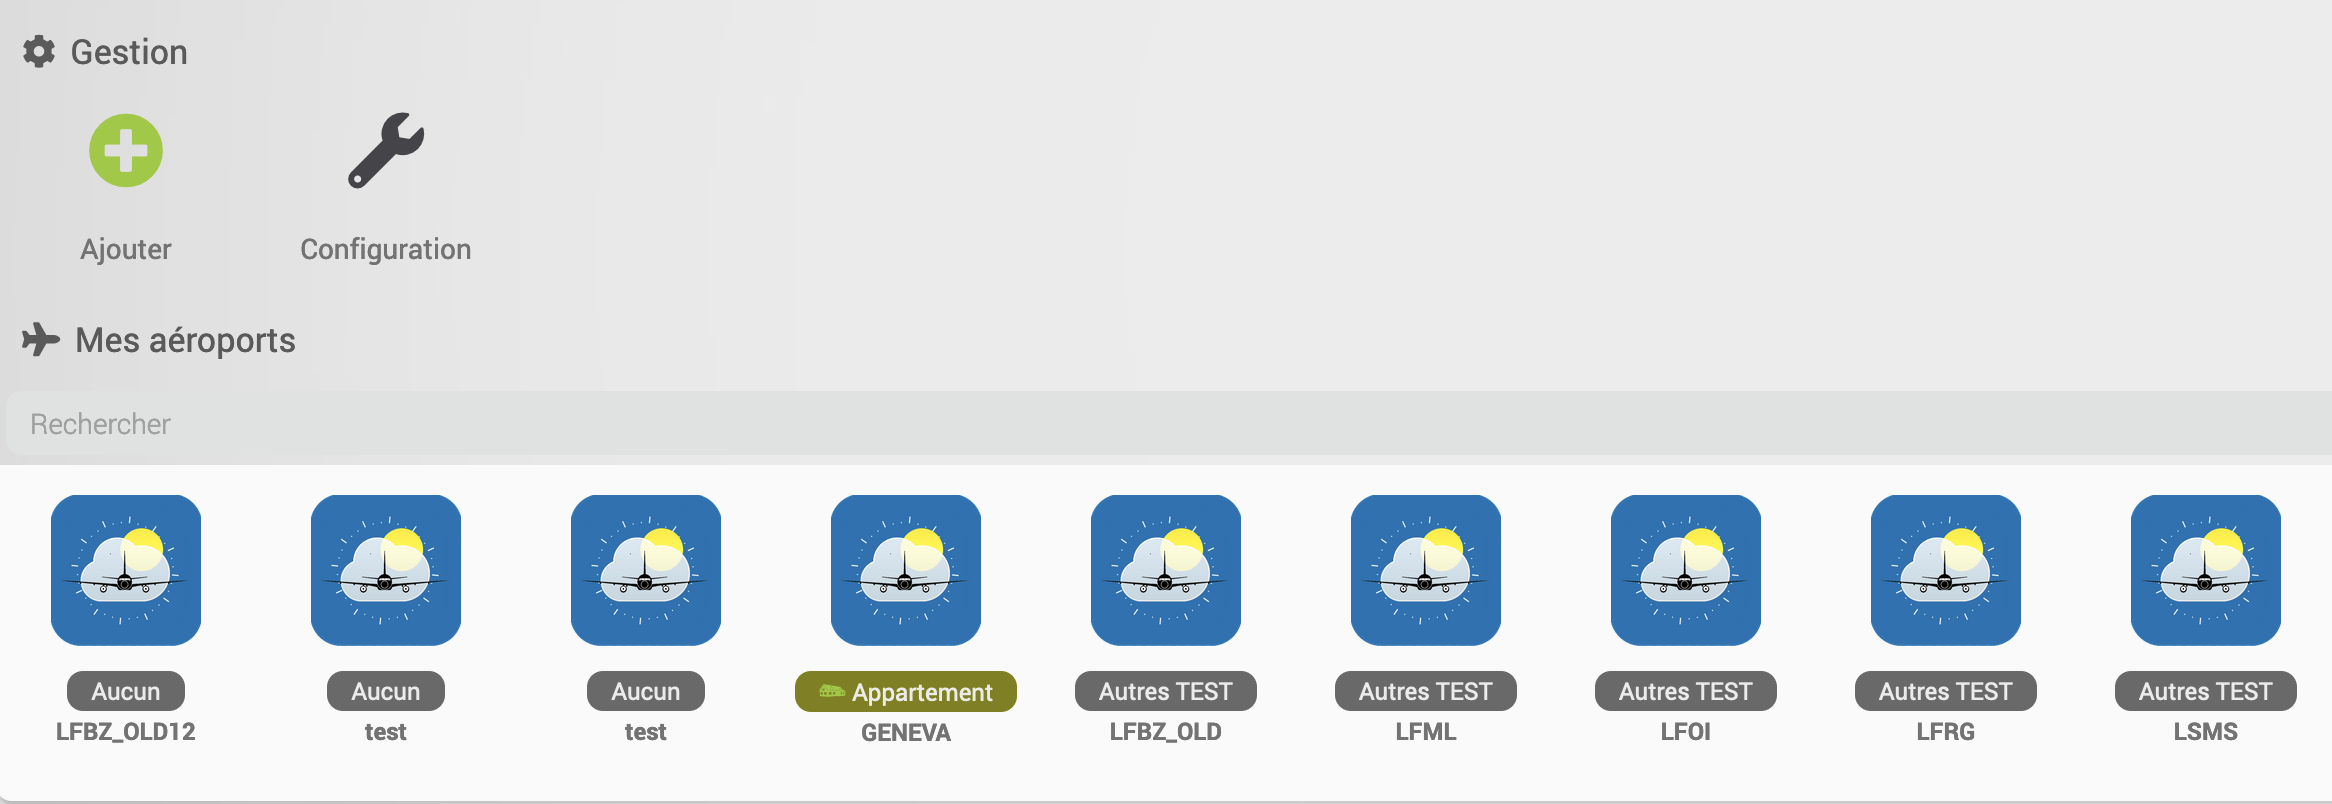 Gestion
Ajouter
Configuration
Mes aéroports
Rechercher
Aucun
LFBZ_OLD12
Aucun
test
Aucun
test
Appartement
GENEVA
Autres TEST
LFBZ_OLD
Autres TEST
LFML
Autres TEST
LFOI
Autres TEST
LFRG
Autres TEST
LSMS